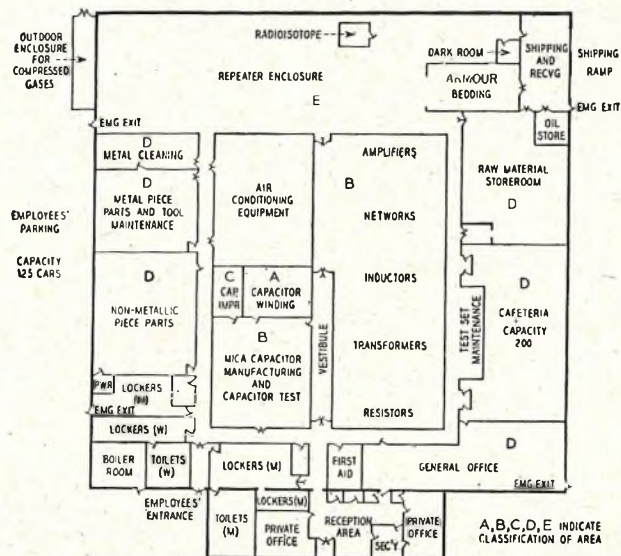 OUTDOOR
ENCLOSURE
FOR
COMPRESSED
GASES
RADIOISOTOPE
DARK ROOM
SHIPPING
AND
RECVG
SHIPPING
RAMP
REPEATER ENCLOSURE
ARMOUR
BEDDING
E
EMG EXIT
EMG EXIT
OIL
STORE
D
METAL CLEANING
D
METAL PIECE
PARTS AND TOOL
MAINTENANCE
AIR
CONDITIONING
EQUIPMENT
AMPLIFIERS
B
NETWORKS
INDUCTORS
TRANSFORMERS
RESISTORS
RAW MATERIAL
STOREROOM
D
EMPLOYEES'
PARKING
CAPACITY
125 CARS
D
NON-METALLIC
PIECE PARTS
C
CAP.
IMPR
A
CAPACITOR
WINDING
B
MICA CAPACITOR
MANUFACTURING
AND
CAPACITOR TEST
VESTIBULE
TEST SET
MAINTENANCE
D
CAFETERIA
CAPACITY
200
PWR
LOCKERS
EMG EXIT
LOCKERS (W)
BOILER
ROOM
TOILETS
(W)
LOCKERS (M)
FIRST
AID
D
GENERAL OFFICE
EMG EXIT
EMPLOYEES'
ENTRANCE
TOILETS
(M)
LOCKERS(M)
PRIVATE
OFFICE
RECEPTION
AREA
SEC'Y
PRIVATE
OFFICE
A,B,C,D,E INDICATE
CLASSIFICATION OF AREA